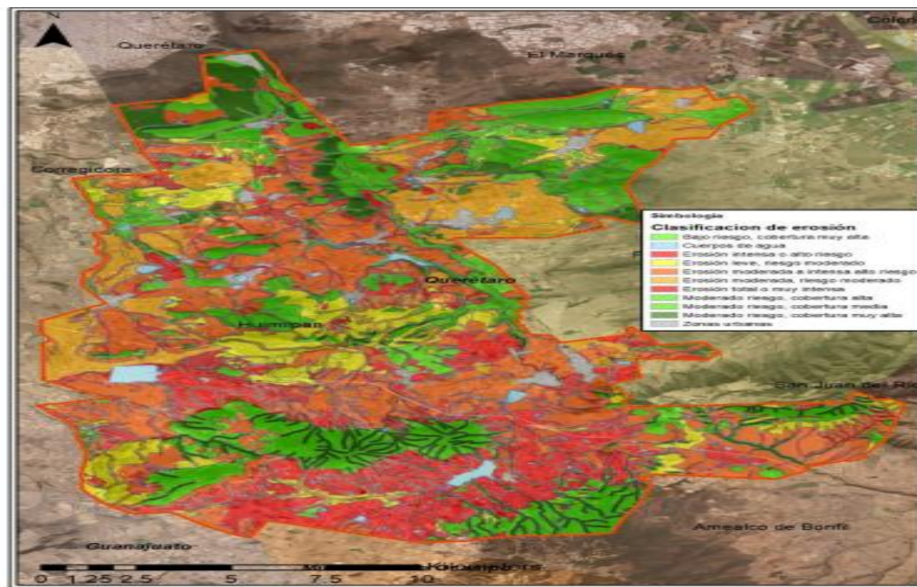 N
Querétaro
El Marqués
Colón
Corregidora
Simbología
Clasificacion de erosión
Bajo riesgo, cobertura muy alta
Cuerpos de agua
Erosión intensa o alto riesgo
Erosión leve, riesgo moderado
Erosión moderada a intensa alto riesgo
Erosión moderada, riesgo moderado
Erosión total o muy intensa
Moderado riesgo, cobertura alta
Moderado riesgo, cobertura media
Moderado riesgo, cobertura muy alta
Zonas urbanas
Querétaro
Huimilpan
San Juan del Rí
Amealco de Bonfil
Guanajuato
Kilometers
0 1.25 2.5 5 7.5 10